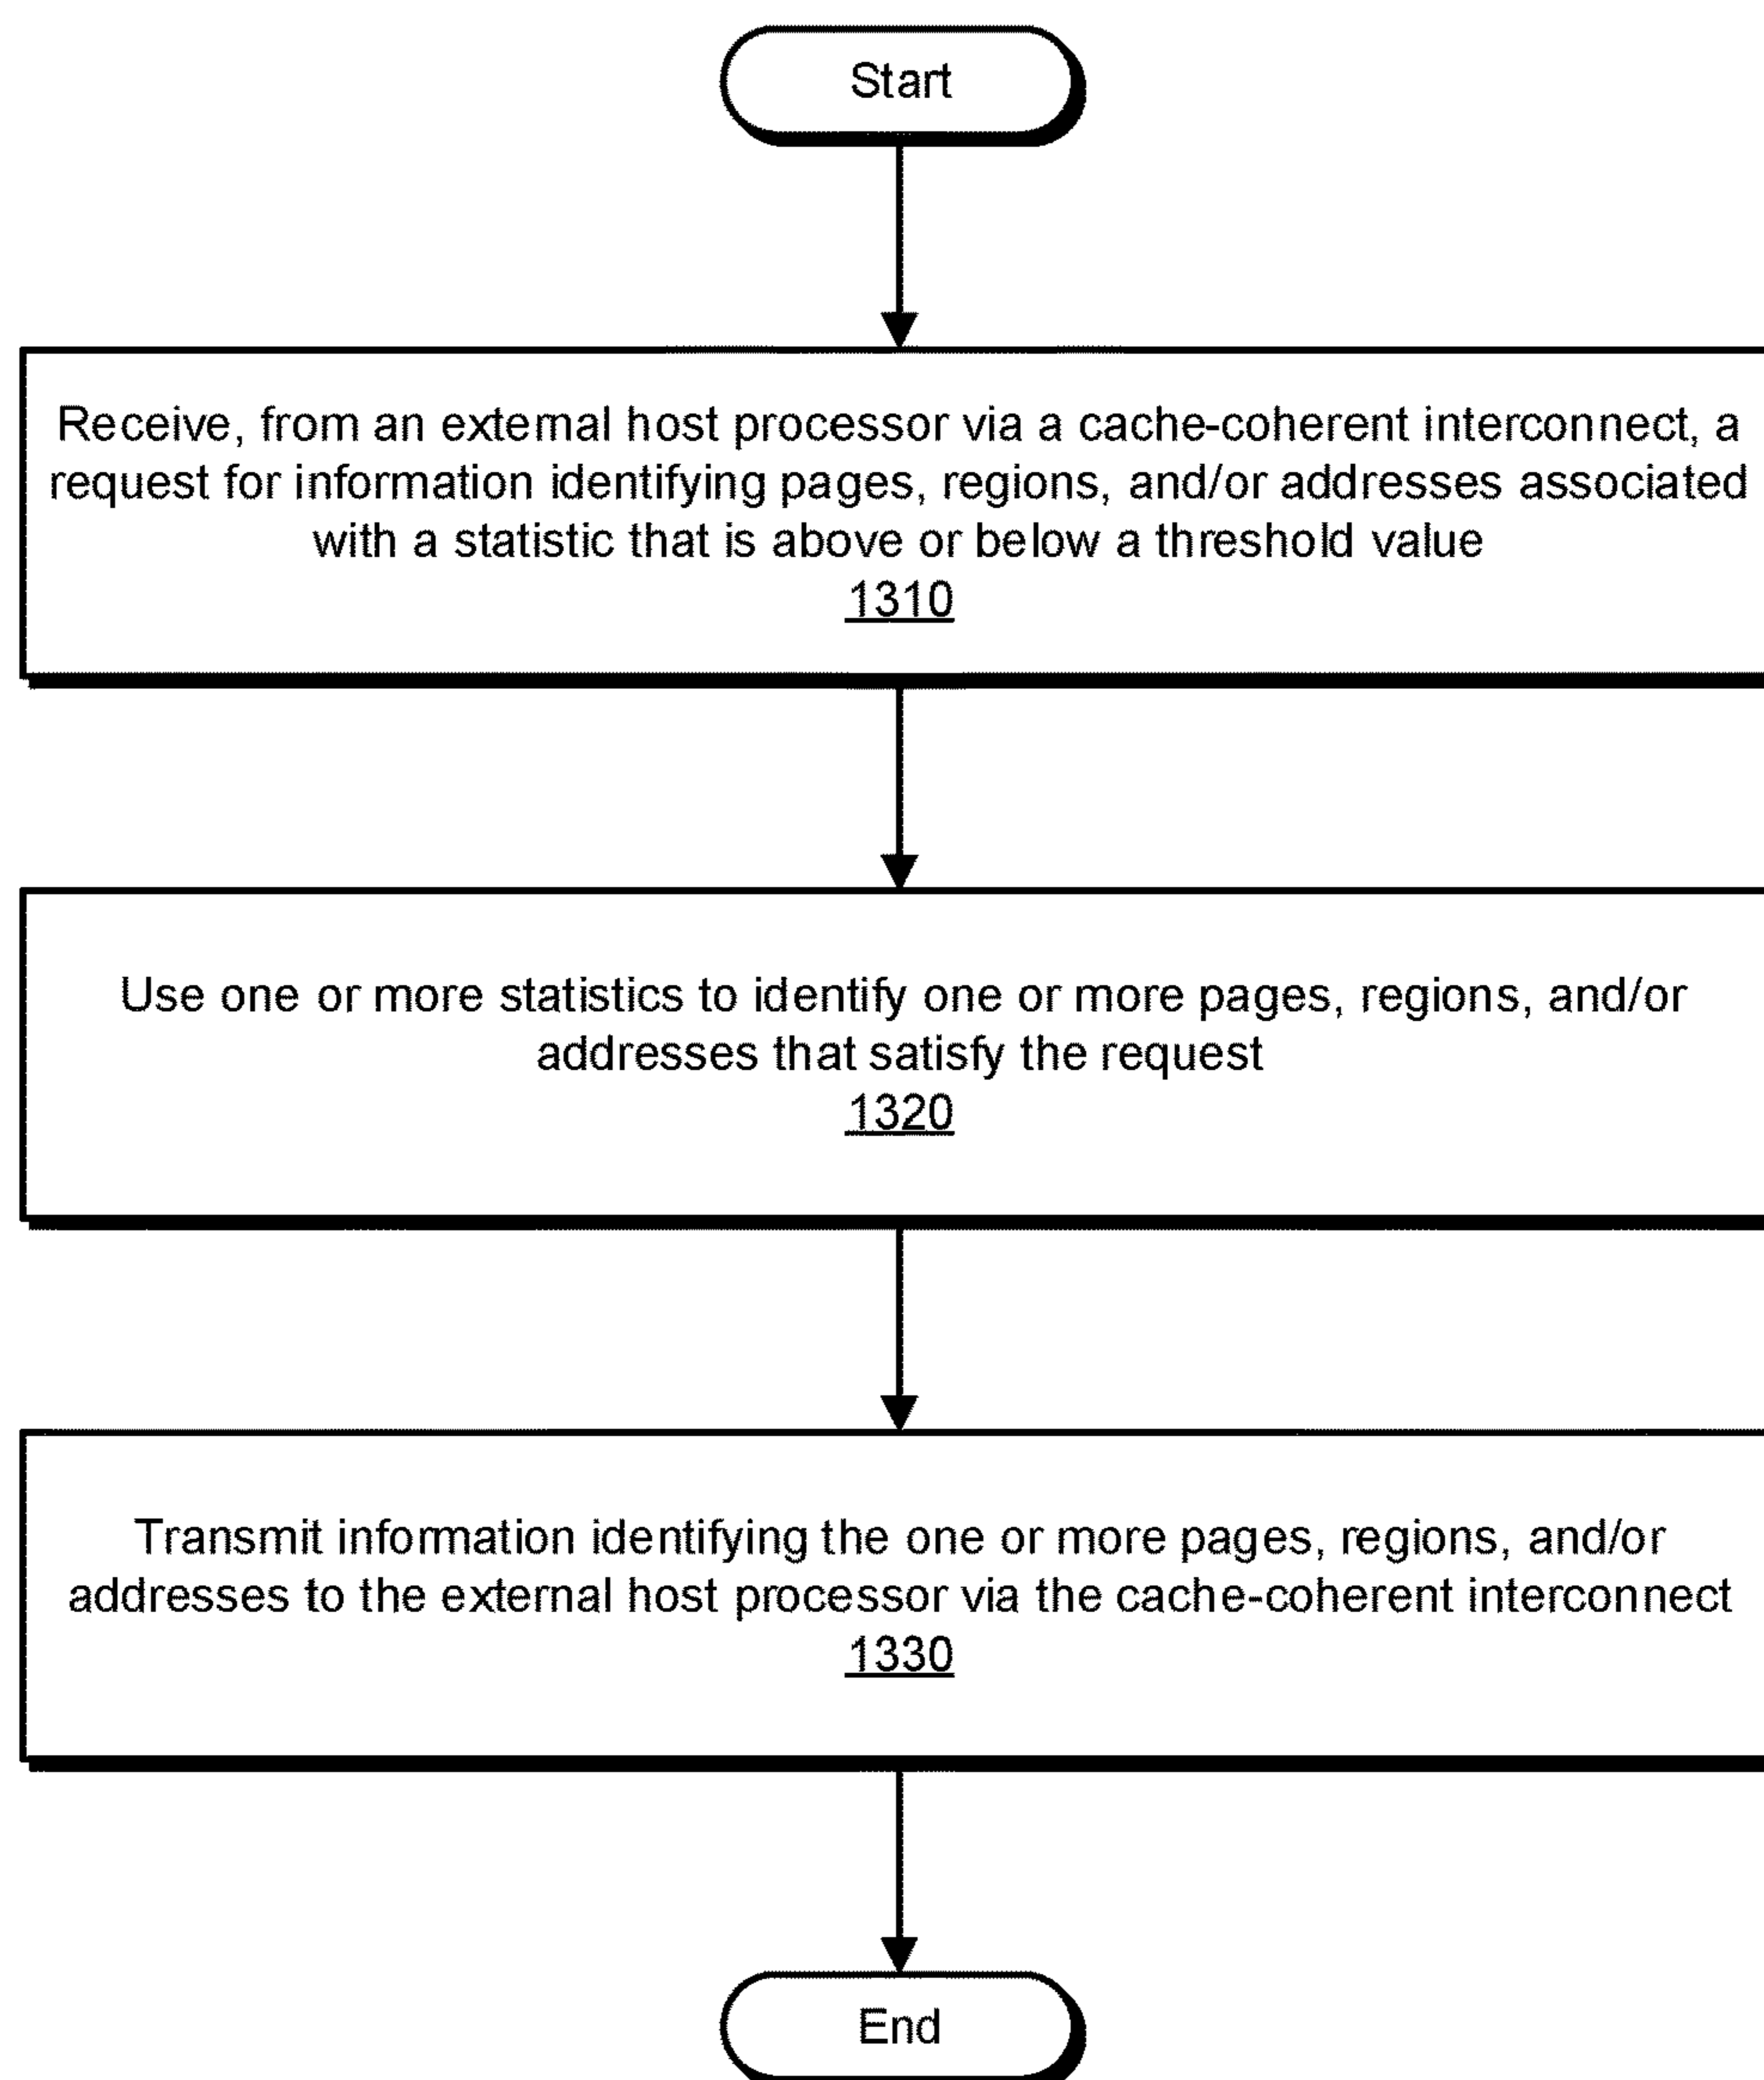 Start
Receive, from an external host processor via a cache-coherent interconnect, a
request for information identifying pages, regions, and/or addresses associated
with a statistic that is above or below a threshold value
1310
Use one or more statistics to identify one or more pages, regions, and/or
addresses that satisfy the request
1320
Transmit information identifying the one or more pages, regions, and/or
addresses to the external host processor via the cache-coherent interconnect
1330
End